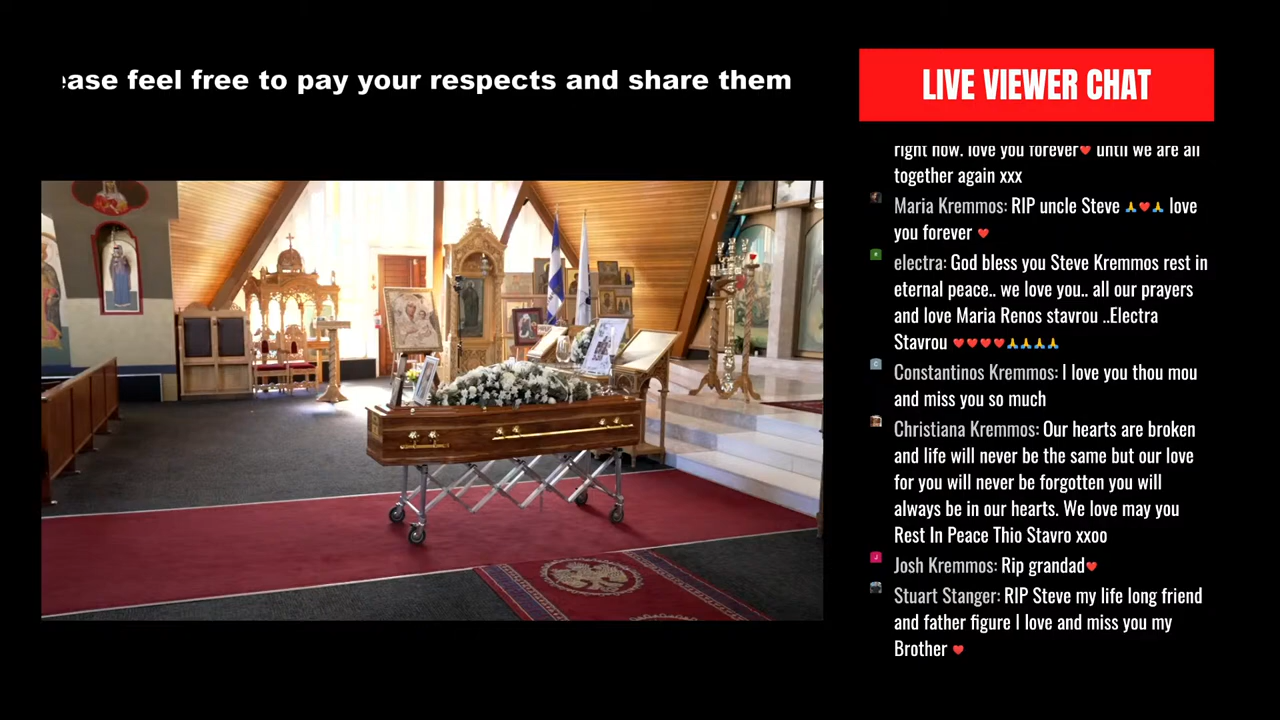 ease feel free to pay your respects and share them
LIVE VIEWER CHAT
right now. love you forever❤️ until we are all
together again xxx
Maria Kremmos: RIP uncle Steve 🙏❤️🙏 love
you forever ❤️
electra: God bless you Steve Kremmos rest in
eternal peace.. we love you.. all our prayers
and love Maria Renos stavrou ..Electra
Stavrou ❤️❤️❤️❤️🙏🙏🙏🙏
Constantinos Kremmos: I love you thou mou
and miss you so much
Christiana Kremmos: Our hearts are broken
and life will never be the same but our love
for you will never be forgotten you will
always be in our hearts. We love may you
Rest In Peace Thio Stavro xxoo
Josh Kremmos: Rip grandad❤️
Stuart Stanger: RIP Steve my life long friend
and father figure I love and miss you my
Brother ❤️